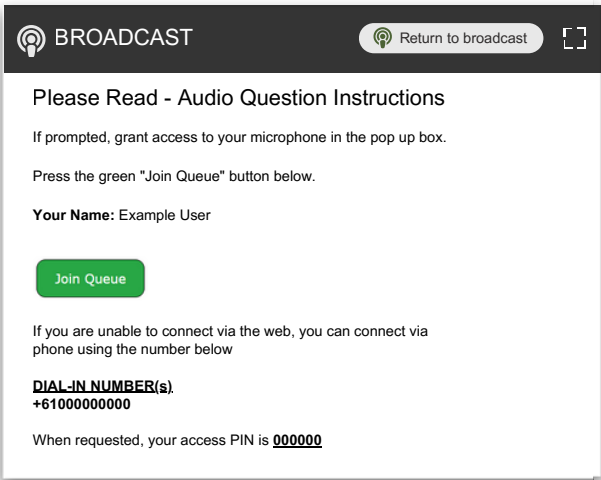 BROADCAST
Return to broadcast
Please Read - Audio Question Instructions
If prompted, grant access to your microphone in the pop up box.
Press the green "Join Queue" button below.
Your Name: Example User
Join Queue
If you are unable to connect via the web, you can connect via
phone using the number below
DIAL-IN NUMBER(s)
+61000000000
When requested, your access PIN is 000000